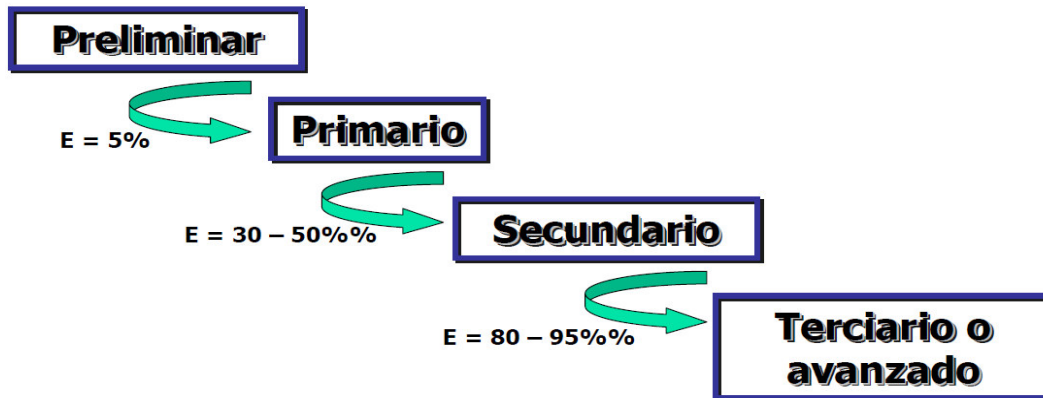 Preliminar
E = 5%
Primario
E = 30 – 50%%
Secundario
E = 80 – 95%%
Terciario o
avanzado